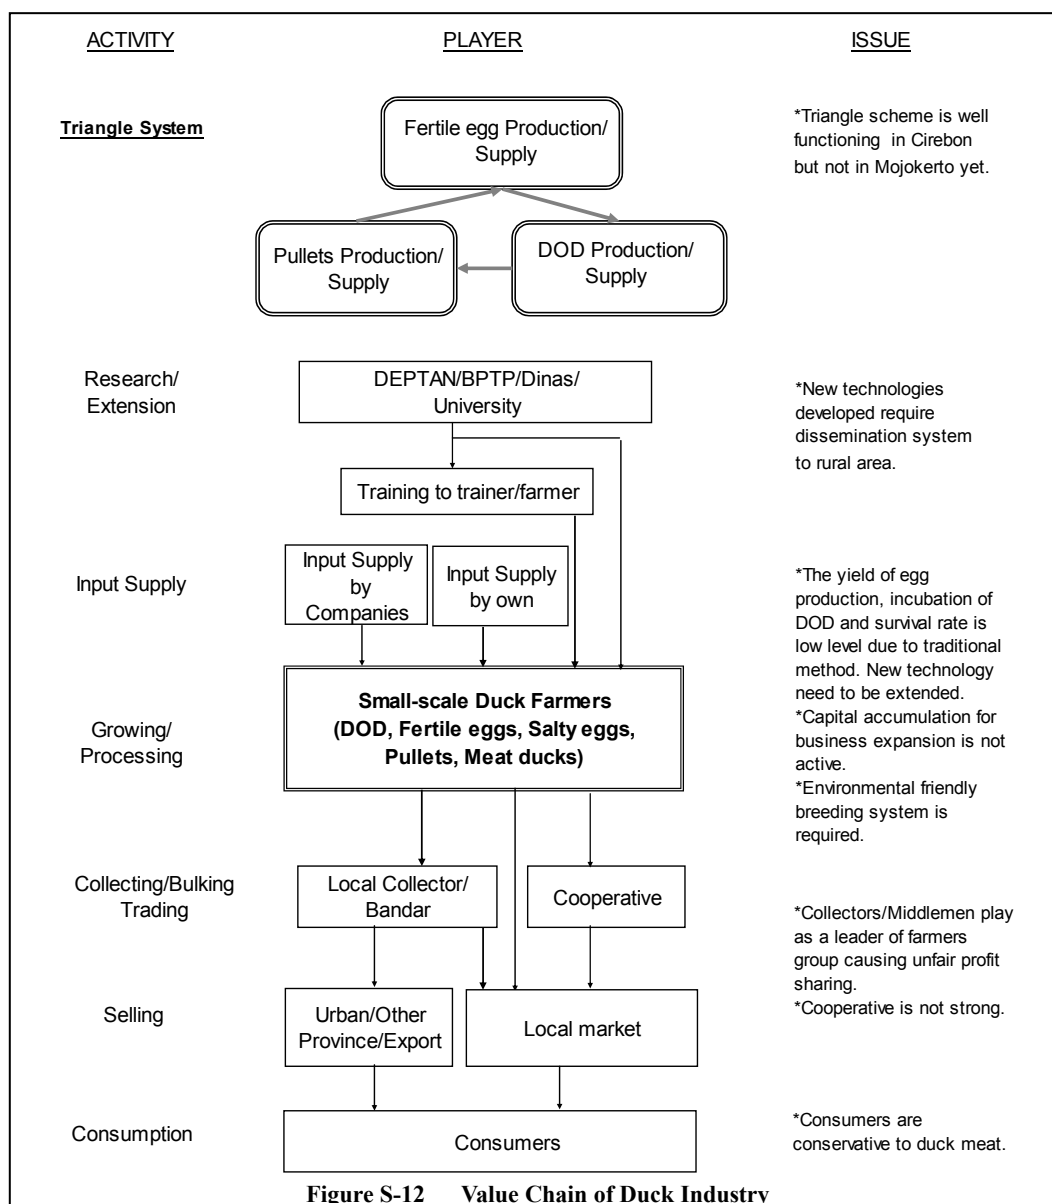 ACTIVITY
PLAYER
ISSUE
Triangle System
Fertile egg Production/
Supply
*Triangle scheme is well
functioning in Cirebon
but not in Mojokerto yet.
Pullets Production/
Supply
DOD Production/
Supply
Research/
Extension
DEPTAN/BPTP/Dinas/
University
*New technologies
developed require
dissemination system
to rural area.
Training to trainer/farmer
Input Supply
Input Supply
by
Companies
Input Supply
by own
*The yield of egg
production, incubation of
DOD and survival rate is
low level due to traditional
method. New technology
need to be extended.
*Capital accumulation for
business expansion is not
active.
*Environmental friendly
breeding system is
required.
Growing/
Processing
Small-scale Duck Farmers
(DOD, Fertile eggs, Salty eggs,
Pullets, Meat ducks)
Collecting/Bulking
Trading
Local Collector/
Bandar
Cooperative
*Collectors/Middlemen play
as a leader of farmers
group causing unfair profit
sharing.
*Cooperative is not strong.
Selling
Urban/Other
Province/Export
Local market
Consumption
Consumers
*Consumers are
conservative to duck meat.
Figure S-12 Value Chain of Duck Industry